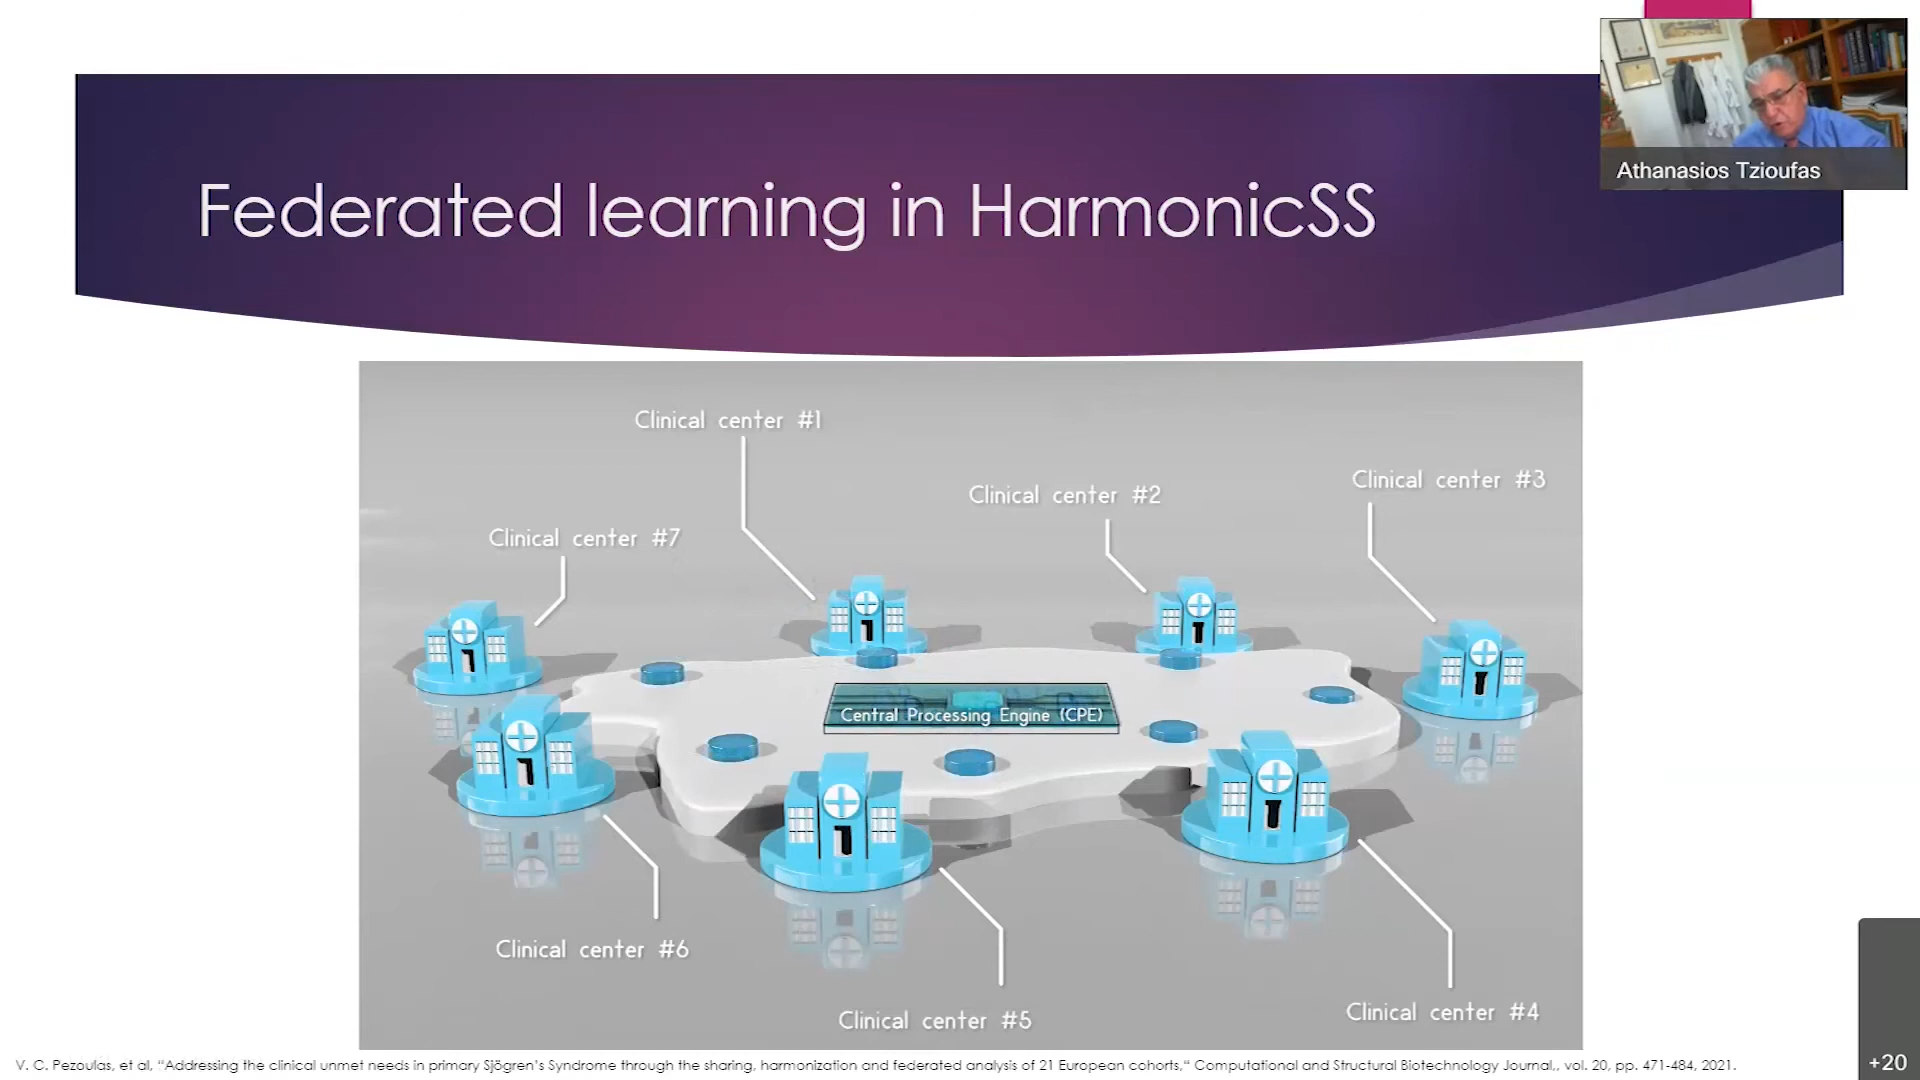 Athanasios Tzioufas
Federated learning in HarmonicSS
Clinical center #1
Clinical center #2
Clinical center #3
Clinical center #7
Central Processing Engine (CPE)
Clinical center #6
Clinical center #5
Clinical center #4
V. C. Pezoulas, et al, “Addressing the clinical unmet needs in primary Sjögren’s Syndrome through the sharing, harmonization and federated analysis of 21 European cohorts,“ Computational and Structural Biotechnology Journal,, vol. 20, pp. 471-484, 2021.
+20